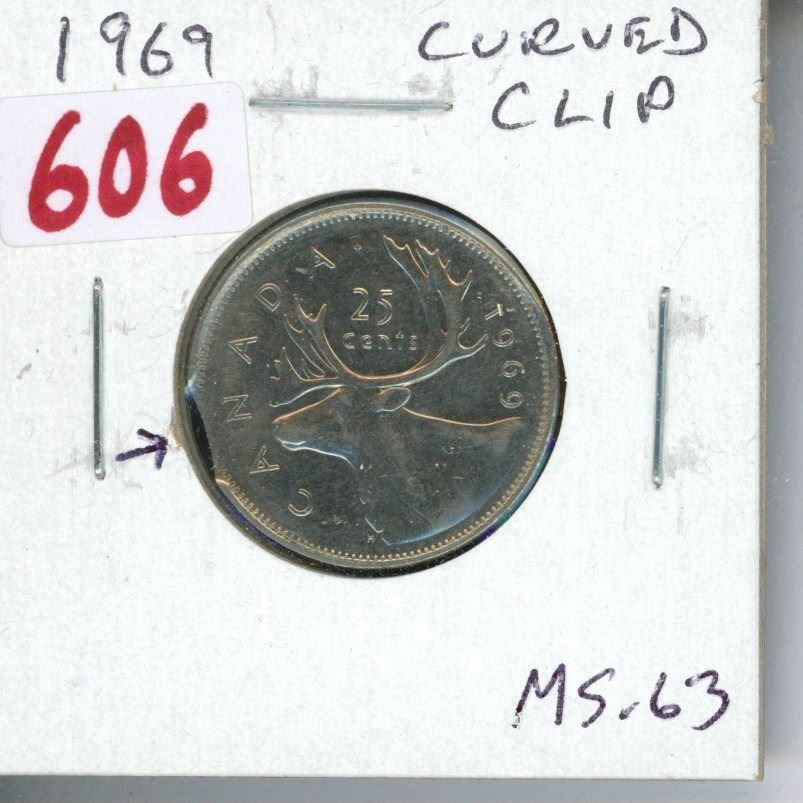 1969
CURVED
CLIP
606
CANADA
25
cents
1969
H
MS.63